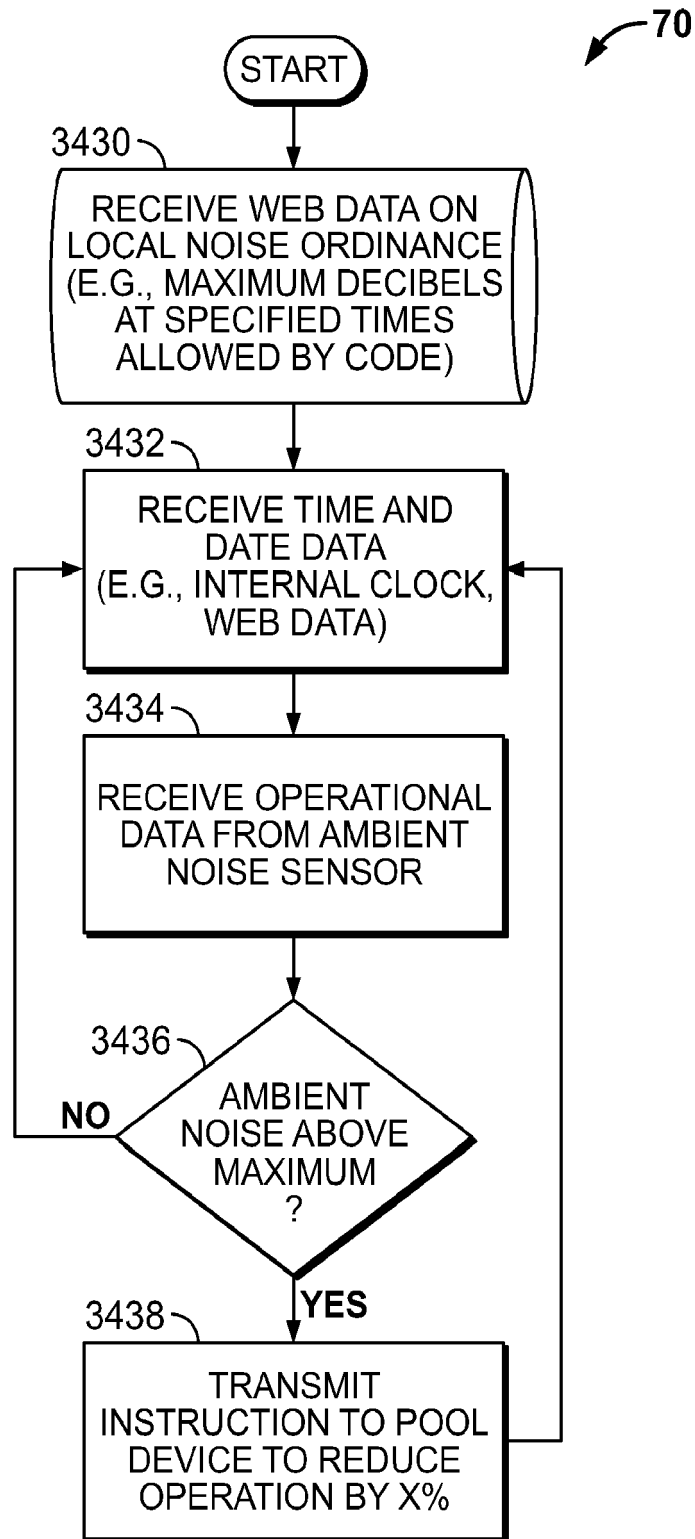 70
START
3430
RECEIVE WEB DATA ON
LOCAL NOISE ORDINANCE
(E.G., MAXIMUM DECIBELS
AT SPECIFIED TIMES
ALLOWED BY CODE)
3432
RECEIVE TIME AND
DATE DATA
(E.G., INTERNAL CLOCK,
WEB DATA)
3434
RECEIVE OPERATIONAL
DATA FROM AMBIENT
NOISE SENSOR
3436
AMBIENT
NOISE ABOVE
MAXIMUM
?
NO
YES
3438
TRANSMIT
INSTRUCTION TO POOL
DEVICE TO REDUCE
OPERATION BY X%